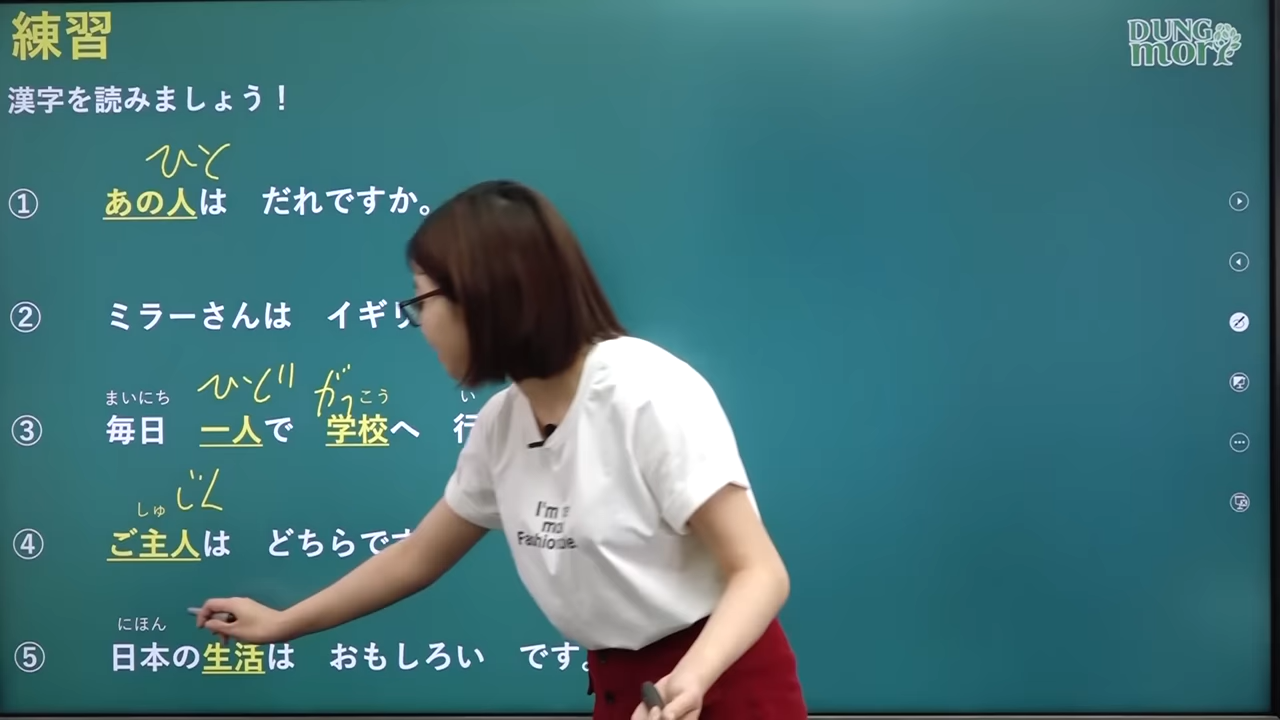 練習
DUNG
mori
漢字を読みましょう！
ひと
① あの人は だれですか。
② ミラーさんは イギリ
まいにち ひとり がっこう い
③ 毎日 一人で 学校へ 行
しゅ じん
④ ご主人は どちらです
にほん
⑤ 日本の生活は おもしろい です。
I'm
Fashio